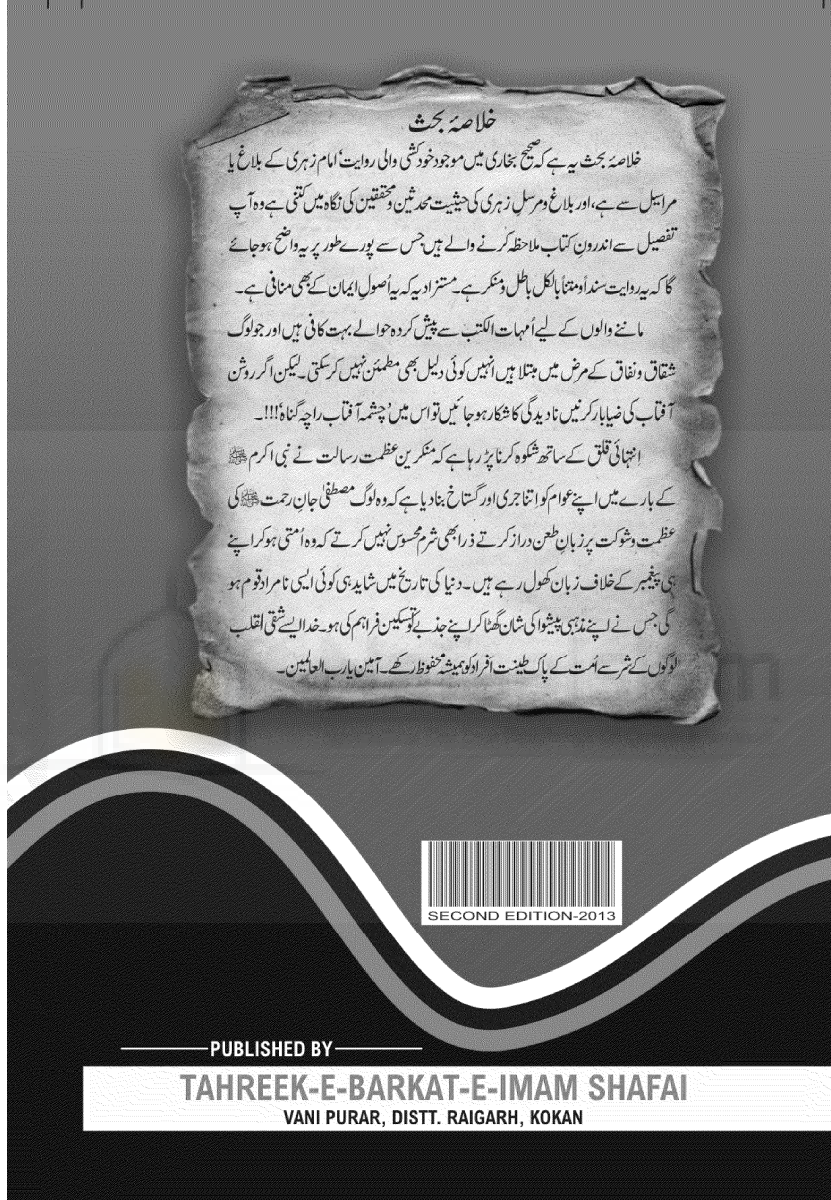 خلاصۂ بحث
خلاصۂ بحث یہ ہے کہ صحیح بخاری میں موجود خودکشی والی روایت‘ امام زہری کے بلاغ یا
مراسیل سے ہے، اور بلاغ ومرسلِ زہری کی حیثیت محدثین ومحققین کی نگاہ میں کتنی ہے وہ آپ
تفصیل سے اندرونِ کتاب ملاحظہ کرنے والے ہیں جس سے پورے طور پر یہ واضح ہوجائے
گا کہ یہ روایت سنداً ومتناً بالکل باطل ومنکر ہے۔ مستزاد یہ کہ یہ اُصولِ ایمان کے بھی منافی ہے۔
ماننے والوں کے لیے اُمہات الکتب سے پیش کردہ حوالے بہت کافی ہیں اور جو لوگ
شقاق ونفاق کے مرض میں مبتلا ہیں انہیں کوئی دلیل بھی مطمئن نہیں کرسکتی۔ لیکن اگر روشن
آفتاب کی ضیابار کرنیں نادیدگی کا شکار ہوجائیں تو اس میں ’چشمہ آفتاب را چہ گناہ‘!!!۔
انتہائی قلق کے ساتھ شکوہ کرنا پڑ رہا ہے کہ منکرین عظمت رسالت نے نبی اکرم ﷺ
کے بارے میں اپنے عوام کو اتنا جری اور گستاخ بنا دیا ہے کہ وہ لوگ مصطفیٰ جانِ رحمت ﷺ کی
عظمت وشوکت پر زبانِ طعن دراز کرتے ذرا بھی شرم محسوس نہیں کرتے کہ وہ اُمتی ہوکر اپنے
ہی پیغمبر کے خلاف زبان کھول رہے ہیں۔ دنیا کی تاریخ میں شاید ہی کوئی ایسی نامراد قوم ہو
گی جس نے اپنے مذہبی پیشوا کی شان گھٹا کر اپنے جذبے کو تسکین فراہم کی ہو۔ خدا ایسے شقی القلب
لوگوں کے شر سے اُمت کے پاک طینت اَفراد کو ہمیشہ محفوظ رکھے۔ آمین یارب العالمین۔
SECOND EDITION-2013
PUBLISHED BY
TAHREEK-E-BARKAT-E-IMAM SHAFAI
VANI PURAR, DISTT. RAIGARH, KOKAN